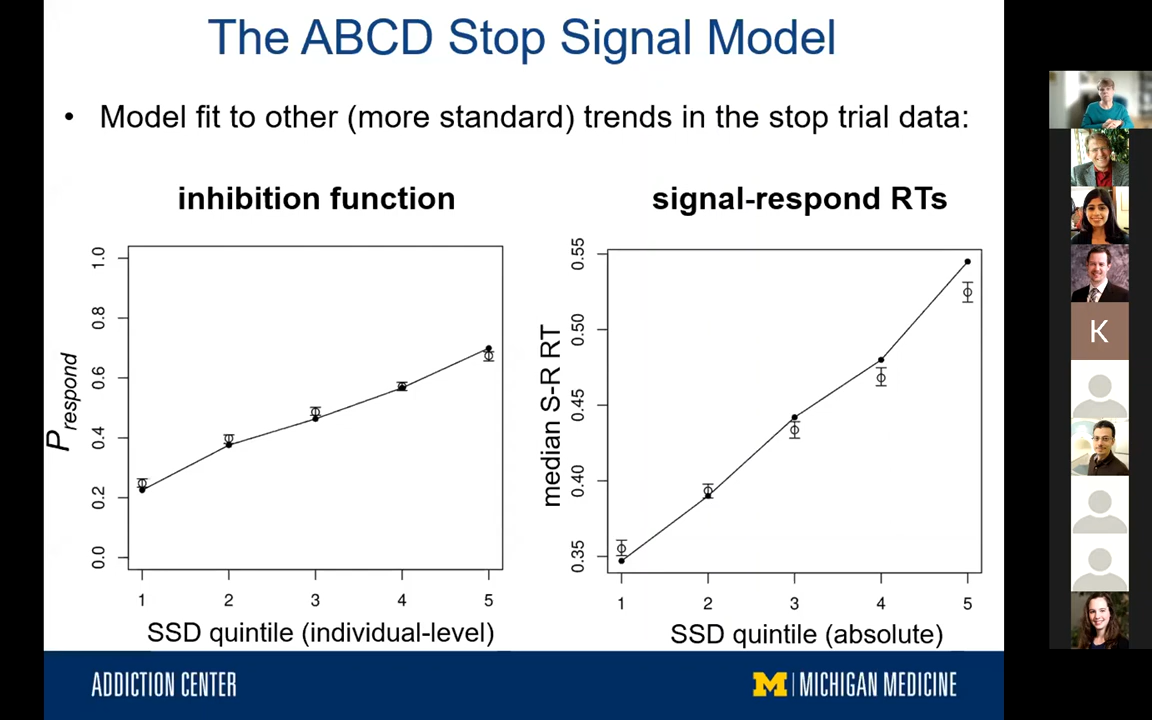 The ABCD Stop Signal Model
• Model fit to other (more standard) trends in the stop trial data:
inhibition function
signal-respond RTs
Prespond
1.0
0.8
0.6
0.4
0.2
0.0
1 2 3 4 5
SSD quintile (individual-level)
median S-R RT
0.55
0.50
0.45
0.40
0.35
1 2 3 4 5
SSD quintile (absolute)
ADDICTION CENTER
M | MICHIGAN MEDICINE
K